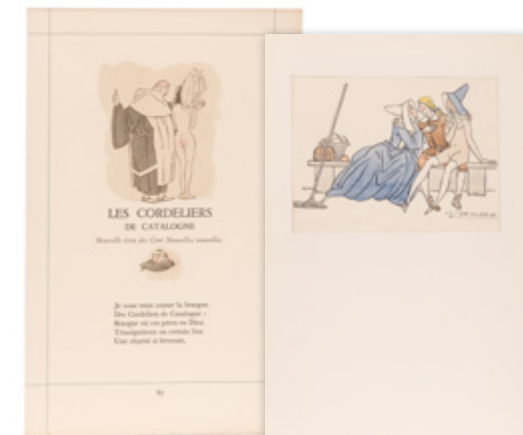 LES CORDELIERS
DE CATALOGNE
Nouvelle tirée des Cent Nouvelles nouvelles
Je vous veux conter la besogne
Des Cordeliers de Catalogne :
Besogne où ces pères en Dieu
Témoignèrent en certain lieu
Une charité si fervente,